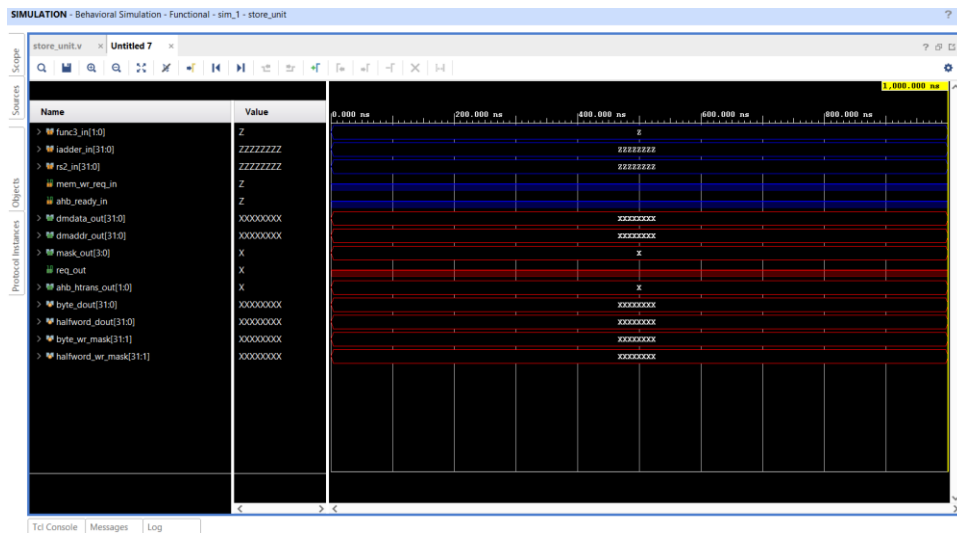 SIMULATION - Behavioral Simulation - Functional - sim_1 - store_unit ?
store_unit.v × Untitled 7 × ?
Scope
Sources
Objects
Protocol Instances
1,000.000 ns
Name Value 0.000 ns 200.000 ns 400.000 ns 600.000 ns 800.000 ns
> func3_in[1:0] Z Z
> iadder_in[31:0] ZZZZZZZZ ZZZZZZZZ
> rs2_in[31:0] ZZZZZZZZ ZZZZZZZZ
mem_wr_req_in Z
ahb_ready_in Z
> dmdata_out[31:0] XXXXXXXX XXXXXXXX
> dmaddr_out[31:0] XXXXXXXX XXXXXXXX
> mask_out[3:0] X X
req_out X
> ahb_htrans_out[1:0] X X
> byte_dout[31:0] XXXXXXXX XXXXXXXX
> halfword_dout[31:0] XXXXXXXX XXXXXXXX
> byte_wr_mask[31:1] XXXXXXXX XXXXXXXX
> halfword_wr_mask[31:1] XXXXXXXX XXXXXXXX
Tcl Console Messages Log